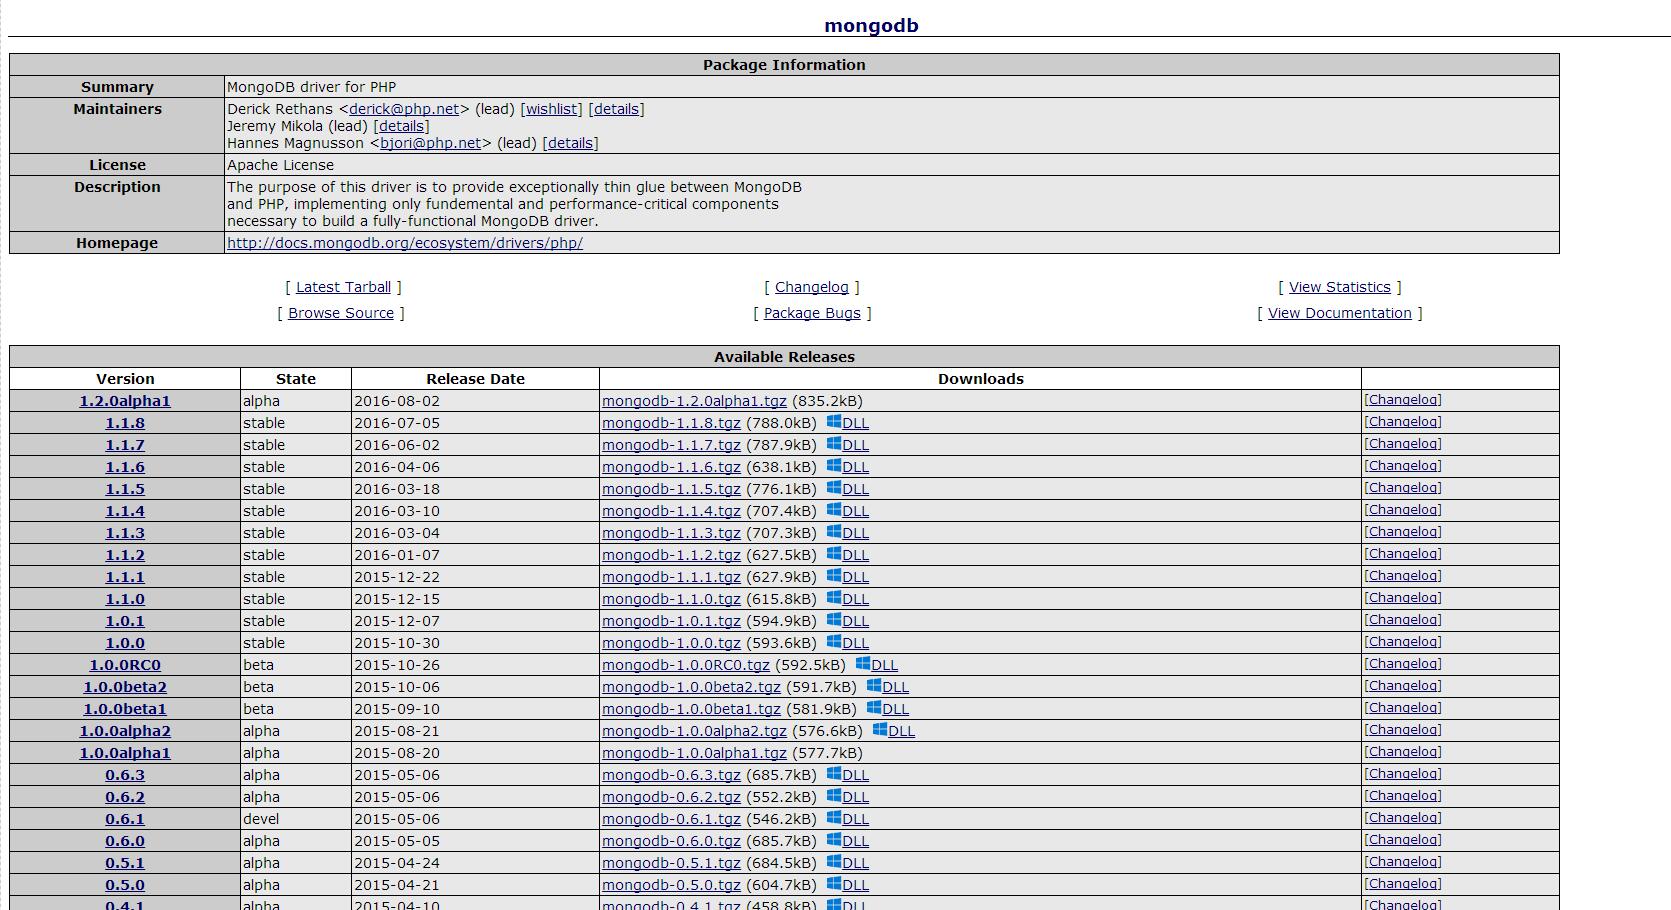 mongodb
Package Information
Summary MongoDB driver for PHP
Maintainers Derick Rethans <derick@php.net> (lead) [wishlist] [details]
Jeremy Mikola (lead) [details]
Hannes Magnusson <bjori@php.net> (lead) [details]
License Apache License
Description The purpose of this driver is to provide exceptionally thin glue between MongoDB
and PHP, implementing only fundemental and performance-critical components
necessary to build a fully-functional MongoDB driver.
Homepage http://docs.mongodb.org/ecosystem/drivers/php/
[ Latest Tarball ] [ Changelog ] [ View Statistics ]
[ Browse Source ] [ Package Bugs ] [ View Documentation ]
Available Releases
Version State Release Date Downloads
1.2.0alpha1 alpha 2016-08-02 mongodb-1.2.0alpha1.tgz (835.2kB) [Changelog]
1.1.8 stable 2016-07-05 mongodb-1.1.8.tgz (788.0kB) DLL [Changelog]
1.1.7 stable 2016-06-02 mongodb-1.1.7.tgz (787.9kB) DLL [Changelog]
1.1.6 stable 2016-04-06 mongodb-1.1.6.tgz (638.1kB) DLL [Changelog]
1.1.5 stable 2016-03-18 mongodb-1.1.5.tgz (776.1kB) DLL [Changelog]
1.1.4 stable 2016-03-10 mongodb-1.1.4.tgz (707.4kB) DLL [Changelog]
1.1.3 stable 2016-03-04 mongodb-1.1.3.tgz (707.3kB) DLL [Changelog]
1.1.2 stable 2016-01-07 mongodb-1.1.2.tgz (627.5kB) DLL [Changelog]
1.1.1 stable 2015-12-22 mongodb-1.1.1.tgz (627.9kB) DLL [Changelog]
1.1.0 stable 2015-12-15 mongodb-1.1.0.tgz (615.8kB) DLL [Changelog]
1.0.1 stable 2015-12-07 mongodb-1.0.1.tgz (594.9kB) DLL [Changelog]
1.0.0 stable 2015-10-30 mongodb-1.0.0.tgz (593.6kB) DLL [Changelog]
1.0.0RC0 beta 2015-10-26 mongodb-1.0.0RC0.tgz (592.5kB) DLL [Changelog]
1.0.0beta2 beta 2015-10-06 mongodb-1.0.0beta2.tgz (591.7kB) DLL [Changelog]
1.0.0beta1 beta 2015-09-10 mongodb-1.0.0beta1.tgz (581.9kB) DLL [Changelog]
1.0.0alpha2 alpha 2015-08-21 mongodb-1.0.0alpha2.tgz (576.6kB) DLL [Changelog]
1.0.0alpha1 alpha 2015-08-20 mongodb-1.0.0alpha1.tgz (577.7kB) [Changelog]
0.6.3 alpha 2015-05-06 mongodb-0.6.3.tgz (685.7kB) DLL [Changelog]
0.6.2 alpha 2015-05-06 mongodb-0.6.2.tgz (552.2kB) DLL [Changelog]
0.6.1 devel 2015-05-06 mongodb-0.6.1.tgz (546.2kB) DLL [Changelog]
0.6.0 alpha 2015-05-05 mongodb-0.6.0.tgz (685.7kB) DLL [Changelog]
0.5.1 alpha 2015-04-24 mongodb-0.5.1.tgz (684.5kB) DLL [Changelog]
0.5.0 alpha 2015-04-21 mongodb-0.5.0.tgz (604.7kB) DLL [Changelog]
0.4.1 alpha 2015-04-10 mongodb-0.4.1.tgz (458.8kB) DLL [Changelog]